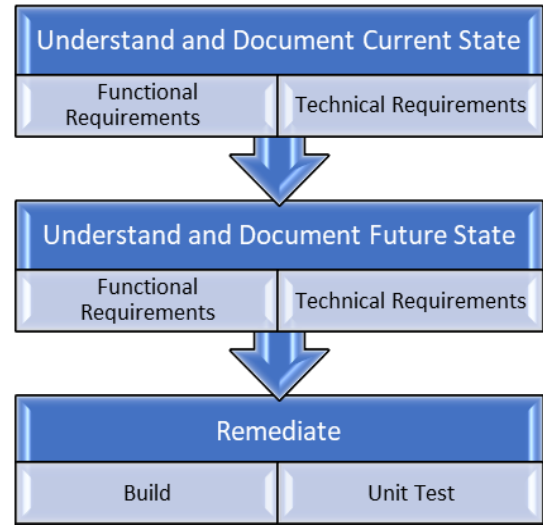 Understand and Document Current State
Functional
Requirements
Technical Requirements
Understand and Document Future State
Functional
Requirements
Technical Requirements
Remediate
Build
Unit Test